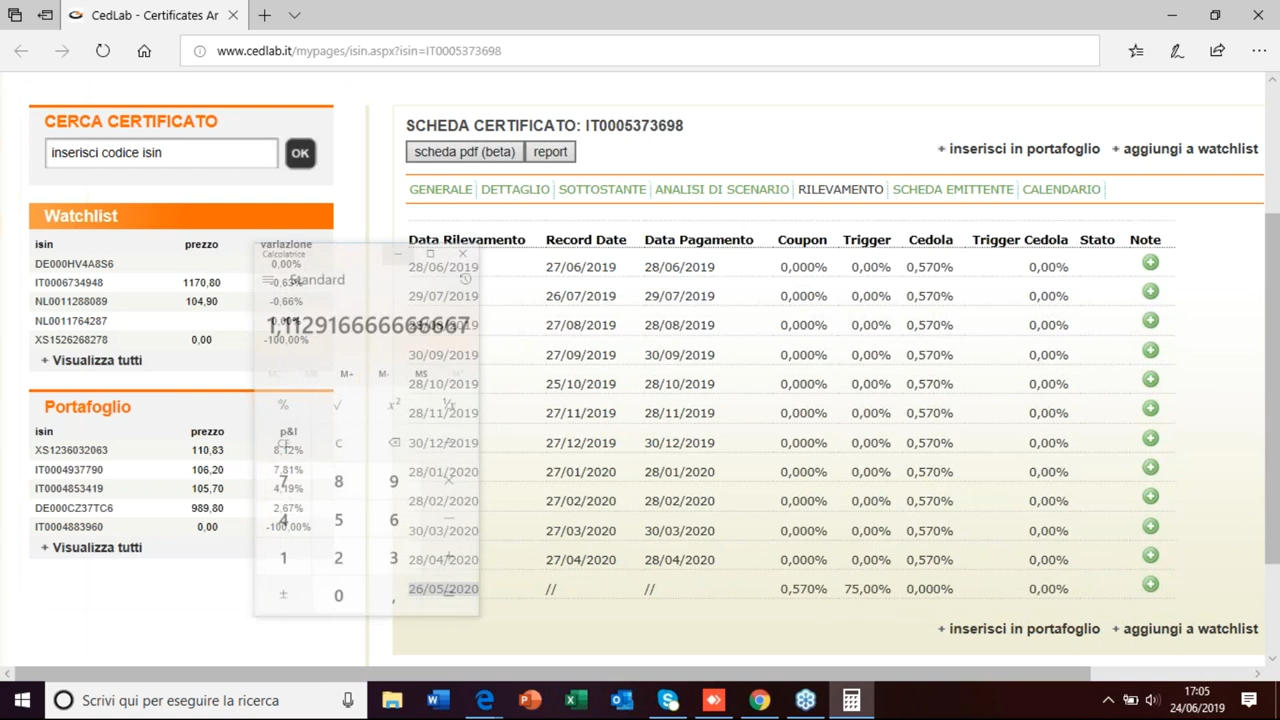 CedLab - Certificates Ar
www.cedlab.it/mypages/isin.aspx?isin=IT0005373698
CERCA CERTIFICATO
inserisci codice isin
OK
Watchlist
isin prezzo variazione
DE000HV4A8S6 0,00%
IT0006734948 1170,80 -0,63%
NL0011288089 104,90 -0,66%
NL0011764287 0,00%
XS1526268278 0,00 -100,00%
+ Visualizza tutti
Portafoglio
isin prezzo p&l
XS1236032063 110,83 8,12%
IT0004937790 106,20 7,81%
IT0004853419 105,70 4,19%
DE000CZ37TC6 989,80 2,67%
IT0004883960 0,00 -100,00%
+ Visualizza tutti
Calcolatrice
Standard
1,112916666666667
M+ M- MS
% √ x² ¹/x
CE C
7 8 9 ×
4 5 6 −
1 2 3 +
± 0 , =
SCHEDA CERTIFICATO: IT0005373698
scheda pdf (beta) report
+ inserisci in portafoglio + aggiungi a watchlist
GENERALE DETTAGLIO SOTTOSTANTE ANALISI DI SCENARIO RILEVAMENTO SCHEDA EMITTENTE CALENDARIO
Data Rilevamento Record Date Data Pagamento Coupon Trigger Cedola Trigger Cedola Stato Note
28/06/2019 27/06/2019 28/06/2019 0,000% 0,00% 0,570% 0,00%
29/07/2019 26/07/2019 29/07/2019 0,000% 0,00% 0,570% 0,00%
27/08/2019 28/08/2019 0,000% 0,00% 0,570% 0,00%
30/09/2019 27/09/2019 30/09/2019 0,000% 0,00% 0,570% 0,00%
28/10/2019 25/10/2019 28/10/2019 0,000% 0,00% 0,570% 0,00%
28/11/2019 27/11/2019 28/11/2019 0,000% 0,00% 0,570% 0,00%
30/12/2019 27/12/2019 30/12/2019 0,000% 0,00% 0,570% 0,00%
28/01/2020 27/01/2020 28/01/2020 0,000% 0,00% 0,570% 0,00%
28/02/2020 27/02/2020 28/02/2020 0,000% 0,00% 0,570% 0,00%
30/03/2020 27/03/2020 30/03/2020 0,000% 0,00% 0,570% 0,00%
28/04/2020 27/04/2020 28/04/2020 0,000% 0,00% 0,570% 0,00%
26/05/2020 // // 0,570% 75,00% 0,000% 0,00%
+ inserisci in portafoglio + aggiungi a watchlist
Scrivi qui per eseguire la ricerca
17:05
24/06/2019